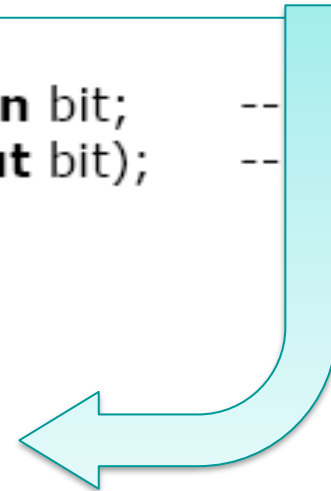 n bit; --
ut bit); --